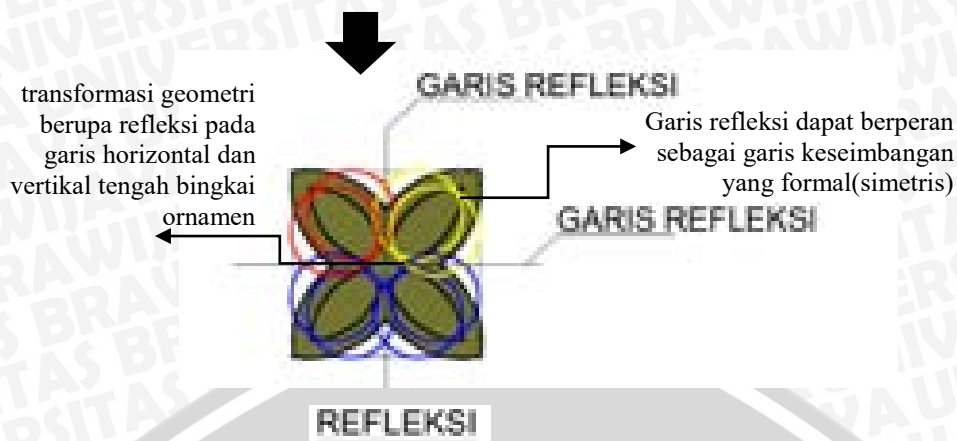 GARIS REFLEKSI
transformasi geometri
berupa refleksi pada
garis horizontal dan
vertikal tengah bingkai
ornamen
Garis refleksi dapat berperan
sebagai garis keseimbangan
yang formal(simetris)
GARIS REFLEKSI
REFLEKSI